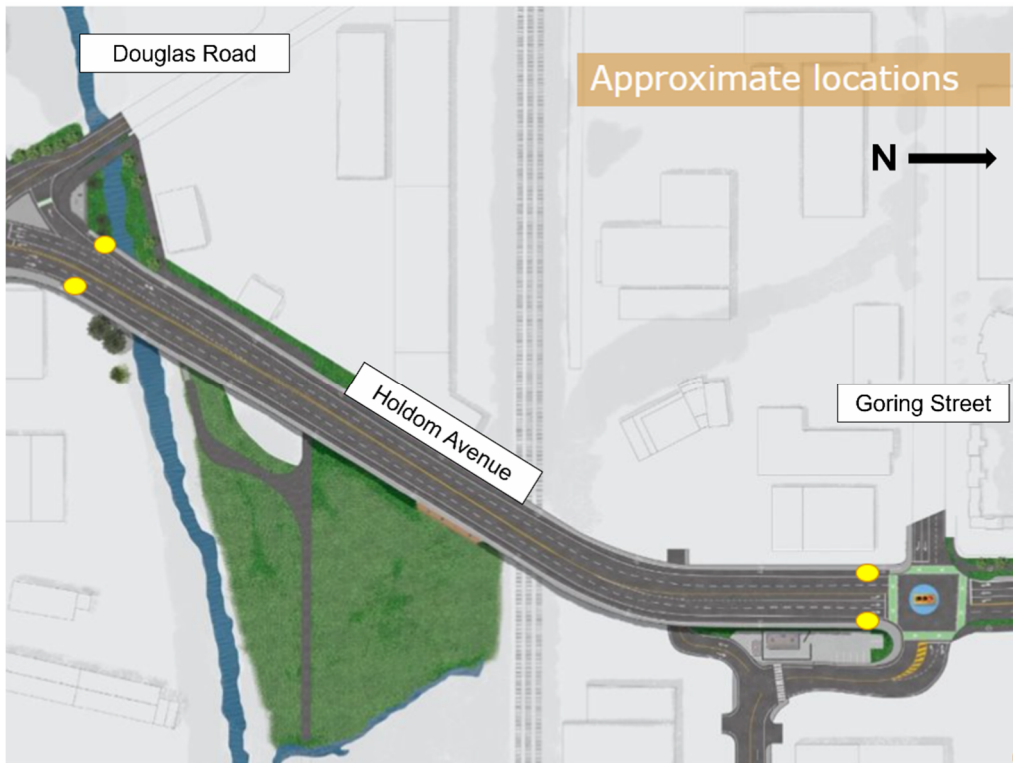 Douglas Road
Approximate locations
N
Holdom Avenue
Goring Street